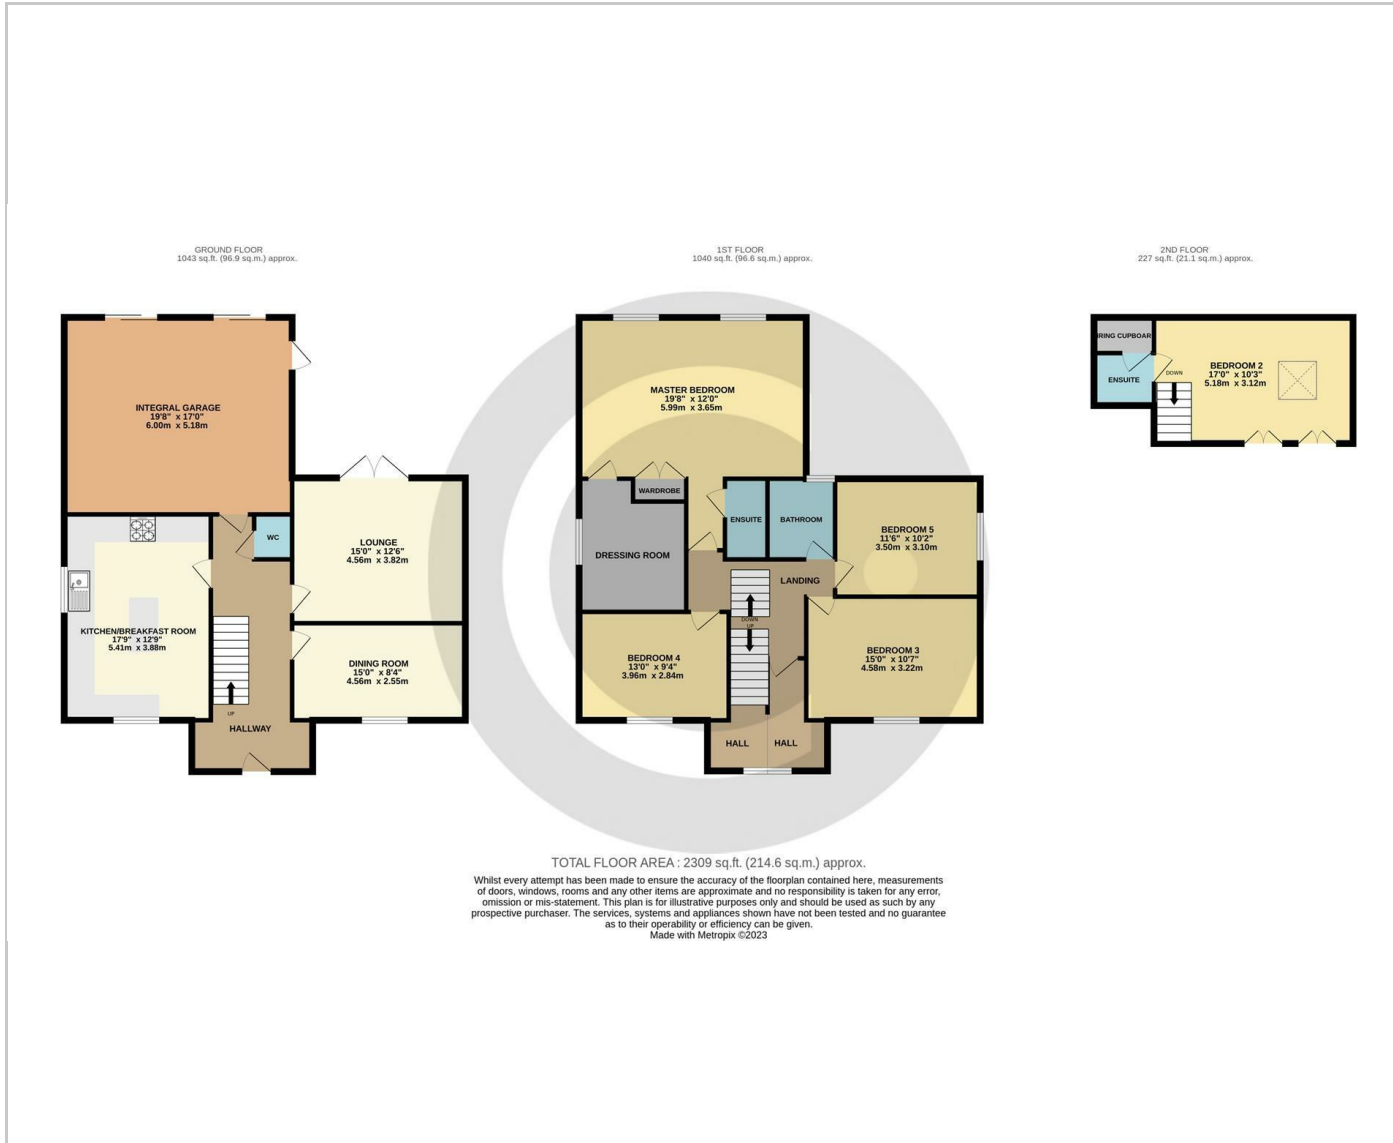 GROUND FLOOR
1043 sq.ft. (96.9 sq.m.) approx.
INTEGRAL GARAGE
19'8" x 17'0"
6.00m x 5.18m
WC
LOUNGE
15'0" x 12'6"
4.56m x 3.82m
KITCHEN/BREAKFAST ROOM
17'9" x 12'9"
5.41m x 3.88m
DINING ROOM
15'0" x 8'4"
4.56m x 2.55m
UP
HALLWAY
1ST FLOOR
1040 sq.ft. (96.6 sq.m.) approx.
MASTER BEDROOM
19'8" x 12'0"
5.99m x 3.65m
WARDROBE
ENSUITE
BATHROOM
BEDROOM 5
11'6" x 10'2"
3.50m x 3.10m
DRESSING ROOM
LANDING
DOWN
UP
BEDROOM 4
13'0" x 9'4"
3.96m x 2.84m
BEDROOM 3
15'0" x 10'7"
4.58m x 3.22m
HALL
HALL
2ND FLOOR
227 sq.ft. (21.1 sq.m.) approx.
IRING CUPBOAR
BEDROOM 2
17'0" x 10'3"
5.18m x 3.12m
ENSUITE
DOWN
TOTAL FLOOR AREA : 2309 sq.ft. (214.6 sq.m.) approx.
Whilst every attempt has been made to ensure the accuracy of the floorplan contained here, measurements
of doors, windows, rooms and any other items are approximate and no responsibility is taken for any error,
omission or mis-statement. This plan is for illustrative purposes only and should be used as such by any
prospective purchaser. The services, systems and appliances shown have not been tested and no guarantee
as to their operability or efficiency can be given.
Made with Metropix ©2023